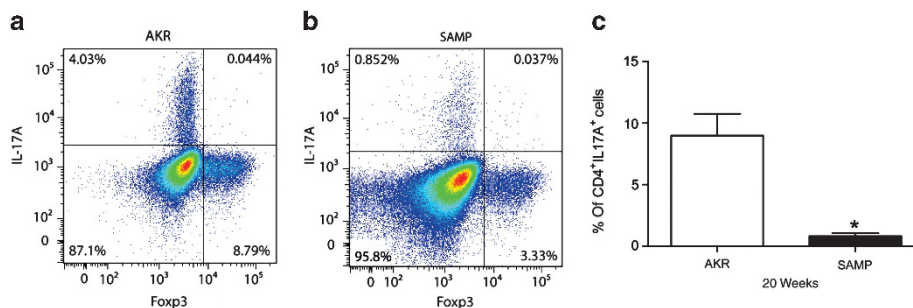 a
AKR
4.03%
0.044%
10⁵
10⁴
10³
10²
0
IL-17A
87.1%
8.79%
0 10² 10³ 10⁴ 10⁵
Foxp3
b
SAMP
0.852%
0.037%
10⁵
10⁴
10³
10²
0
IL-17A
95.8%
3.33%
0 10² 10³ 10⁴ 10⁵
Foxp3
c
% Of CD4⁺IL17A⁺ cells
15
10
5
0
*
AKR SAMP
20 Weeks